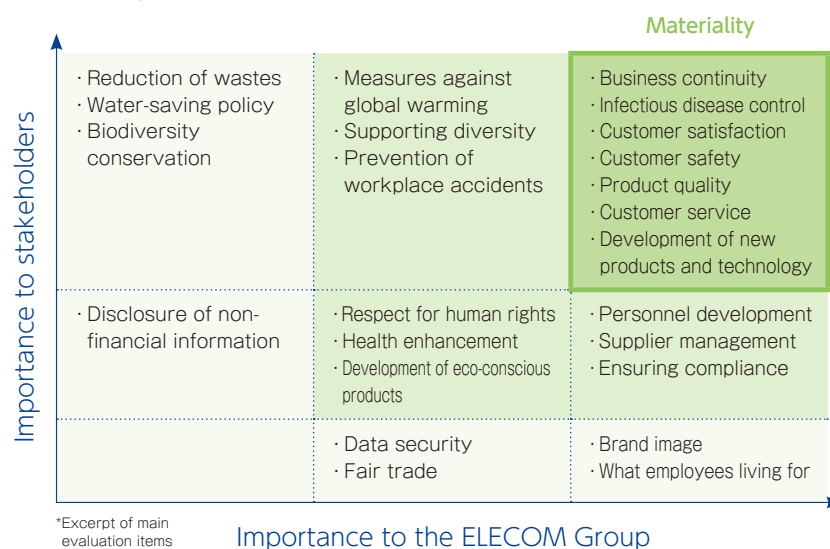 Materiality
Importance to stakeholders
· Reduction of wastes
· Water-saving policy
· Biodiversity
conservation
· Measures against
global warming
· Supporting diversity
· Prevention of
workplace accidents
· Business continuity
· Infectious disease control
· Customer satisfaction
· Customer safety
· Product quality
· Customer service
· Development of new
products and technology
· Disclosure of non-
financial information
· Respect for human rights
· Health enhancement
· Development of eco-conscious
products
· Personnel development
· Supplier management
· Ensuring compliance
· Data security
· Fair trade
· Brand image
· What employees living for
*Excerpt of main
evaluation items
Importance to the ELECOM Group